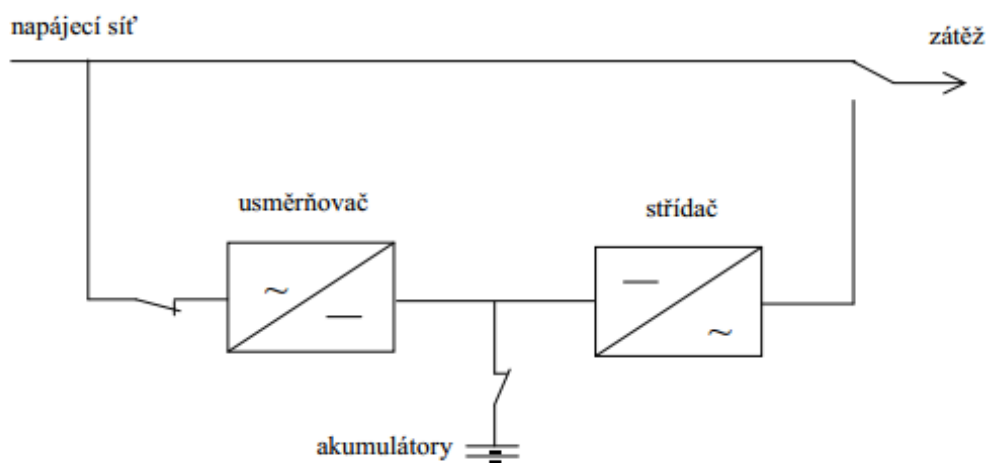 napájecí síť
zátěž
usměrňovač
střídač
~
—
—
~
akumulátory